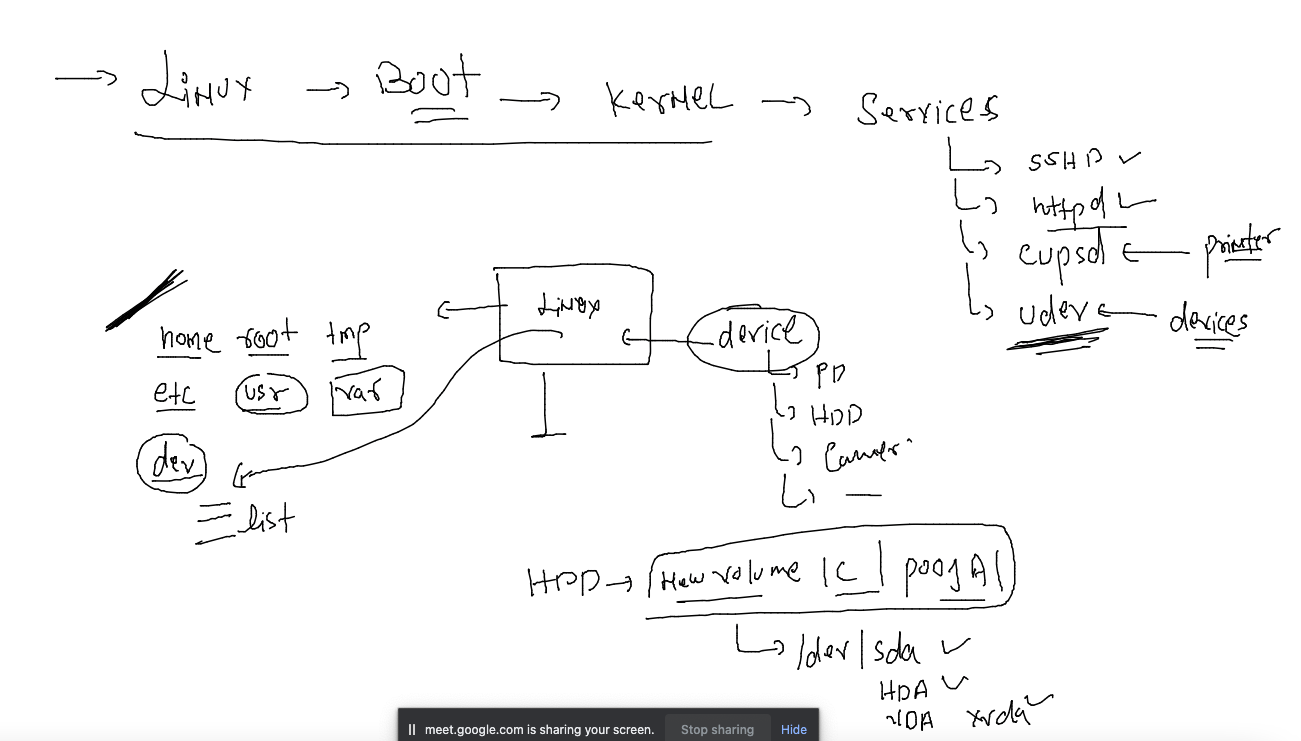 → LiNUX → BOOT → KerNeL → Services
SSHD ✓
httpd ✓
cupsd ← printer
udev ← devices
LiNUX
device
PD
HDD
home root tmp
etc usr var
dev
list
HDD → New volume | C | pooJA |
/dev/sda ✓
HDA ✓
xvda ✓
meet.google.com is sharing your screen. Stop sharing Hide